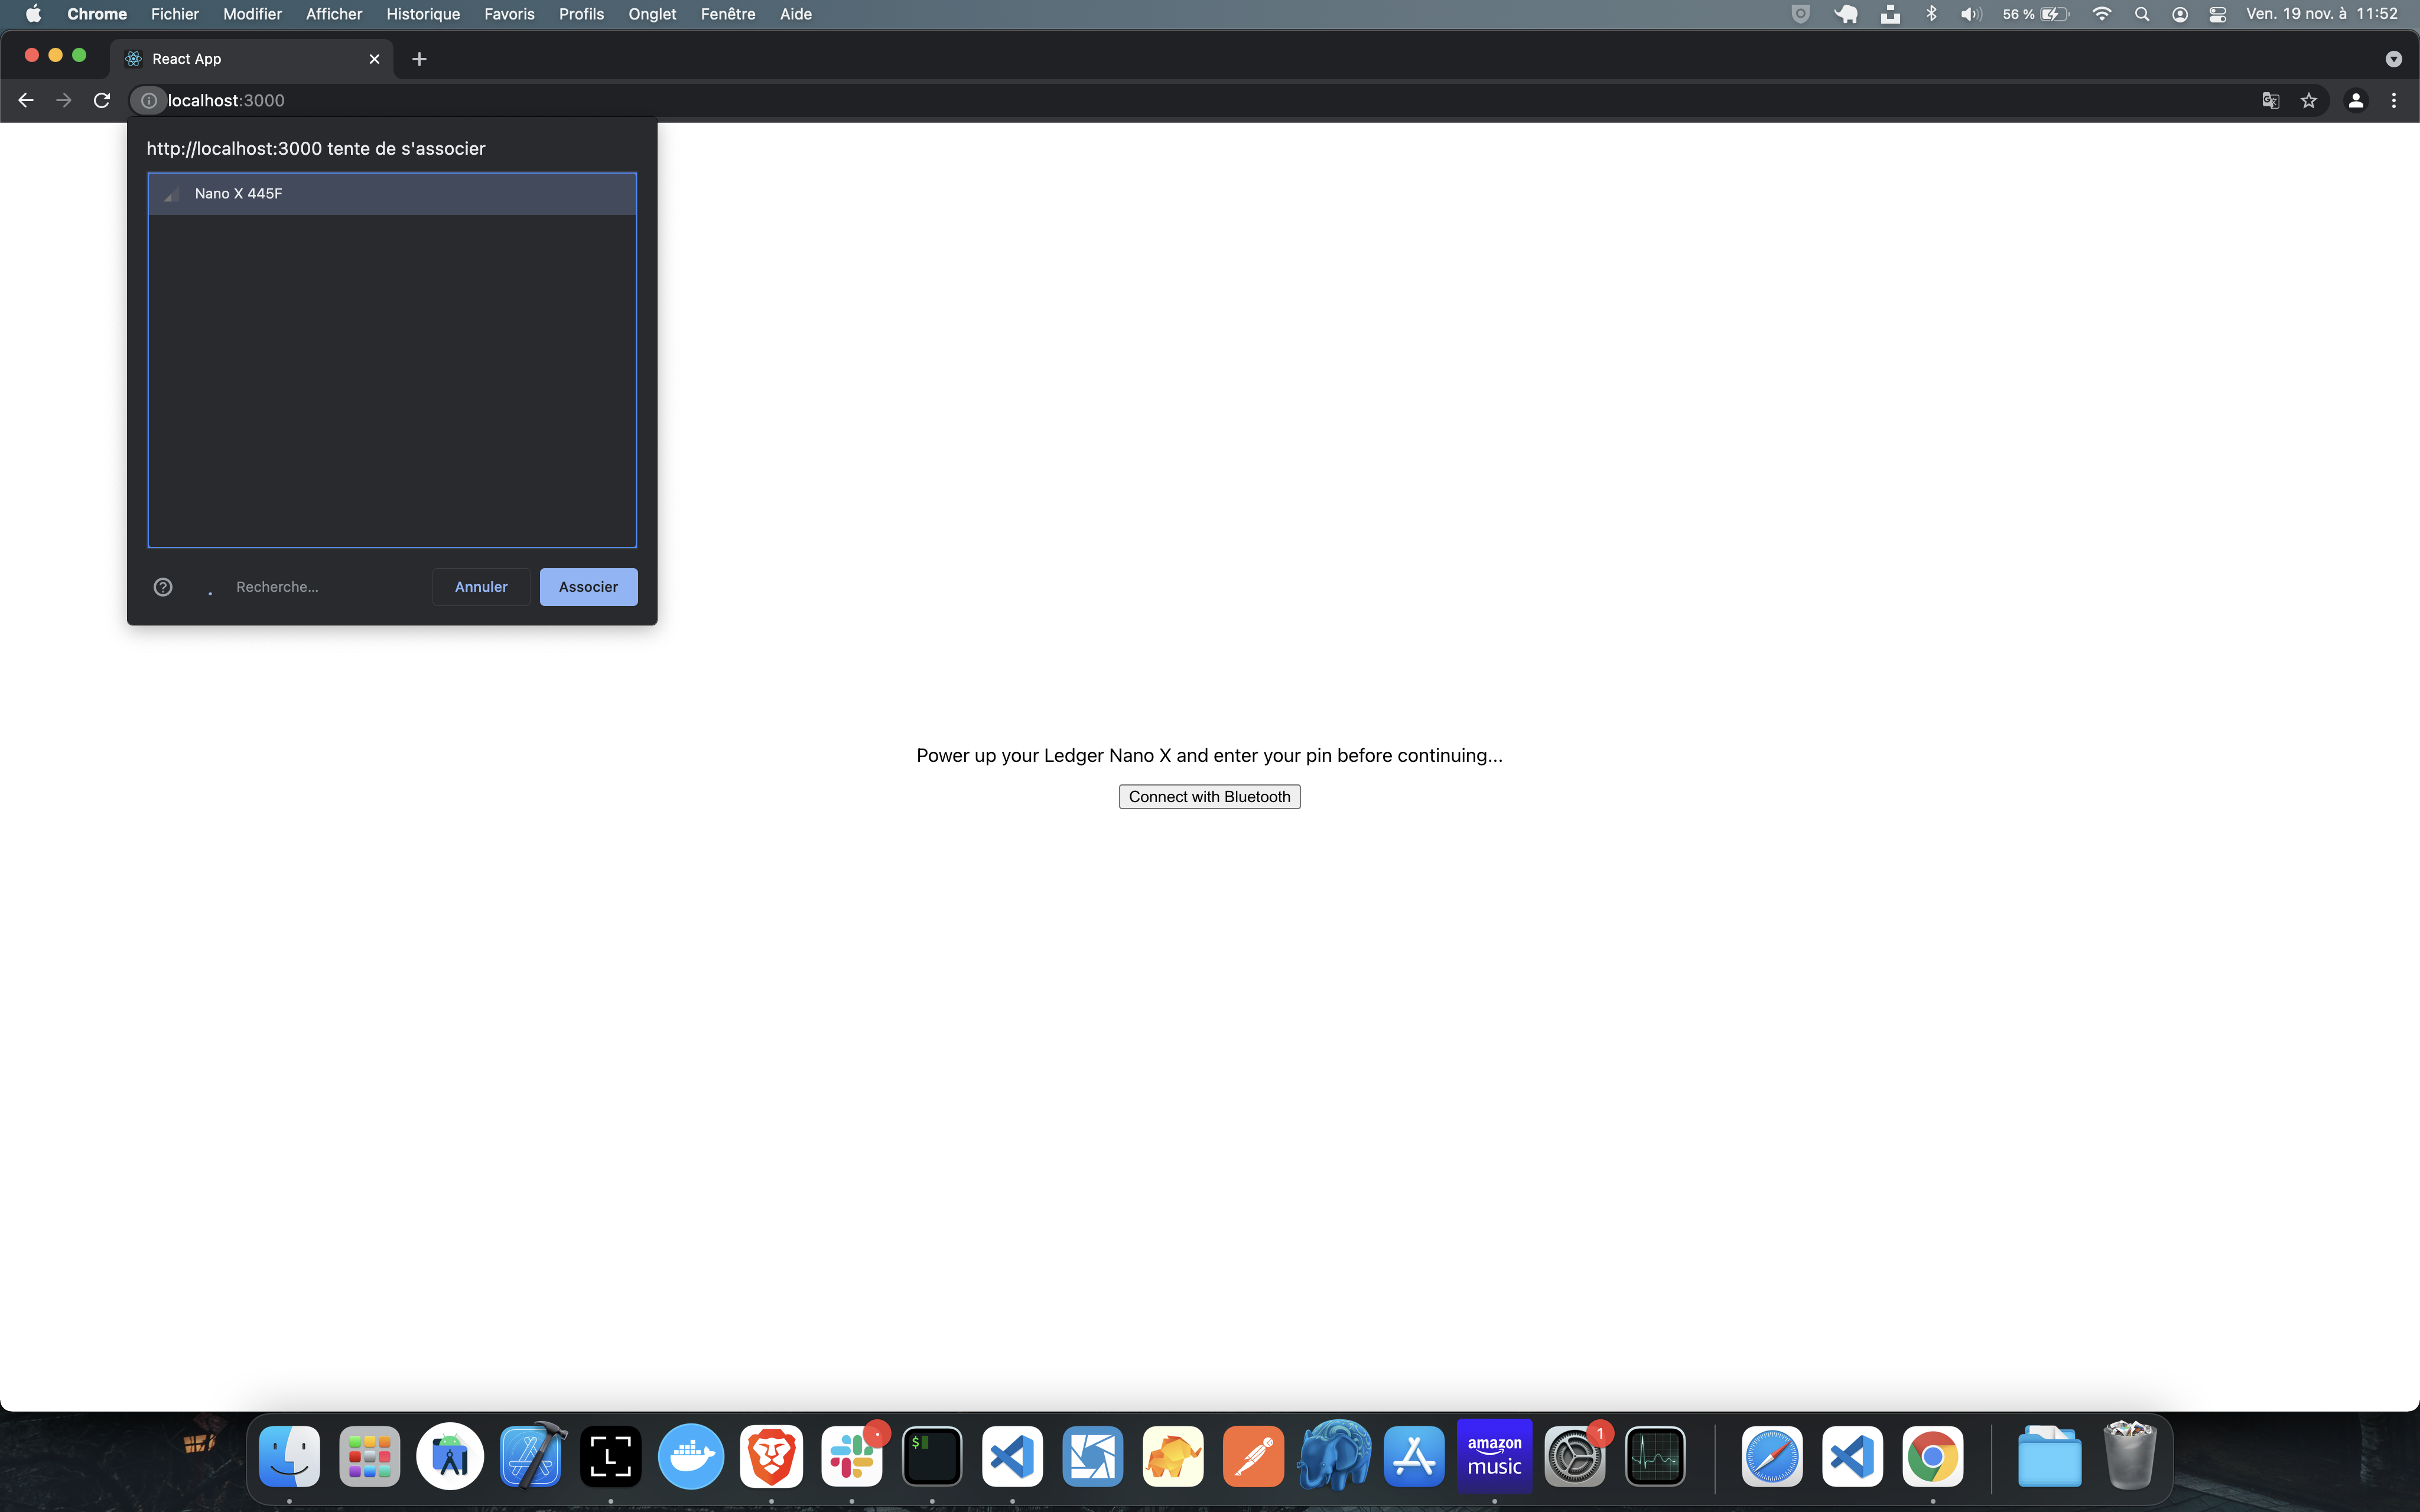 Chrome Fichier Modifier Afficher Historique Favoris Profils Onglet Fenêtre Aide 56 % Ven. 19 nov. à 11:52
React App
localhost:3000
http://localhost:3000 tente de s'associer
Nano X 445F
Recherche... Annuler Associer
Power up your Ledger Nano X and enter your pin before continuing...
Connect with Bluetooth
$
L
amazon music
1